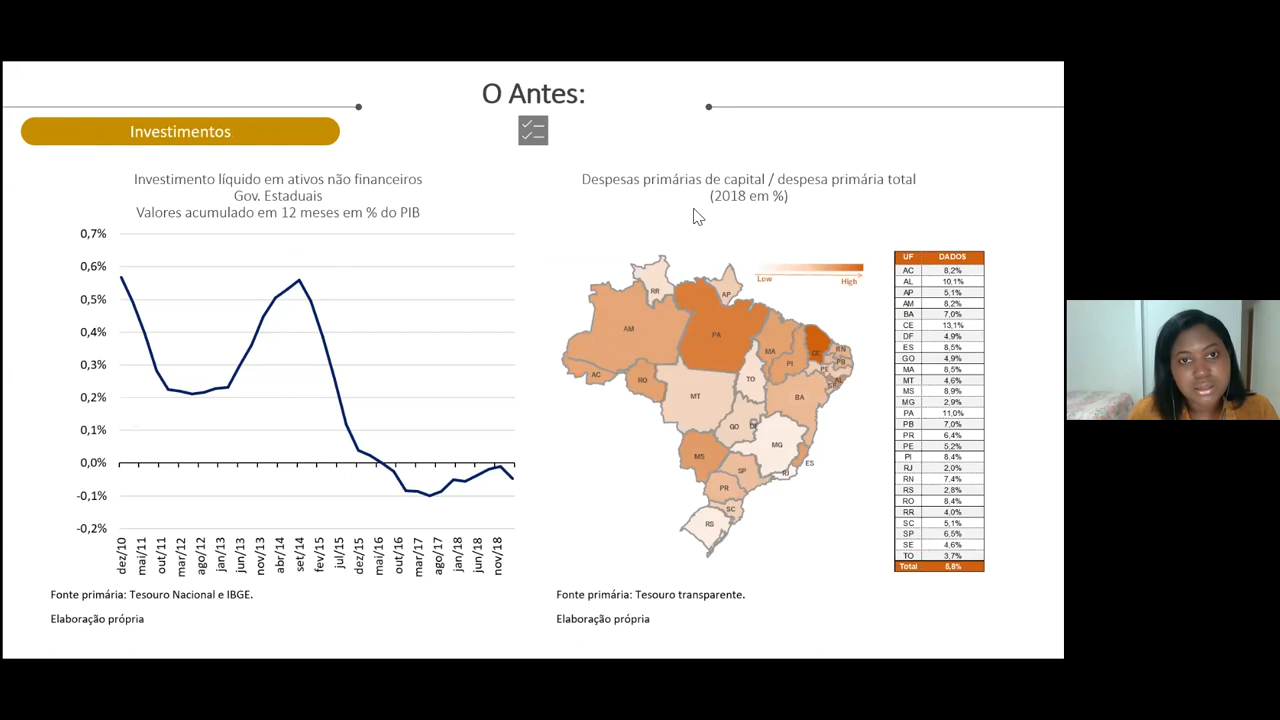 O Antes:
Investimentos
Investimento líquido em ativos não financeiros
Gov. Estaduais
Valores acumulado em 12 meses em % do PIB
0,7%
0,6%
0,5%
0,4%
0,3%
0,2%
0,1%
0,0%
-0,1%
-0,2%
dez/10
mai/11
out/11
mar/12
ago/12
jan/13
jun/13
nov/13
abr/14
set/14
fev/15
jul/15
dez/15
mai/16
out/16
mar/17
ago/17
jan/18
jun/18
nov/18
Fonte primária: Tesouro Nacional e IBGE.
Elaboração própria
Despesas primárias de capital / despesa primária total
(2018 em %)
Low
High
RR
AP
AM
PA
MA
CE
RN
PB
PE
AL
SE
PI
AC
RO
TO
MT
BA
GO
DF
MG
ES
MS
SP
RJ
PR
SC
RS
UF DADOS
AC 8,2%
AL 10,1%
AP 5,1%
AM 8,2%
BA 7,0%
CE 13,1%
DF 4,9%
ES 8,5%
GO 4,9%
MA 8,5%
MT 4,6%
MS 8,9%
MG 2,9%
PA 11,0%
PB 7,0%
PR 6,4%
PE 5,2%
PI 8,4%
RJ 2,0%
RN 7,4%
RS 2,8%
RO 8,4%
RR 4,0%
SC 5,1%
SP 6,5%
SE 4,6%
TO 3,7%
Total 5,8%
Fonte primária: Tesouro transparente.
Elaboração própria